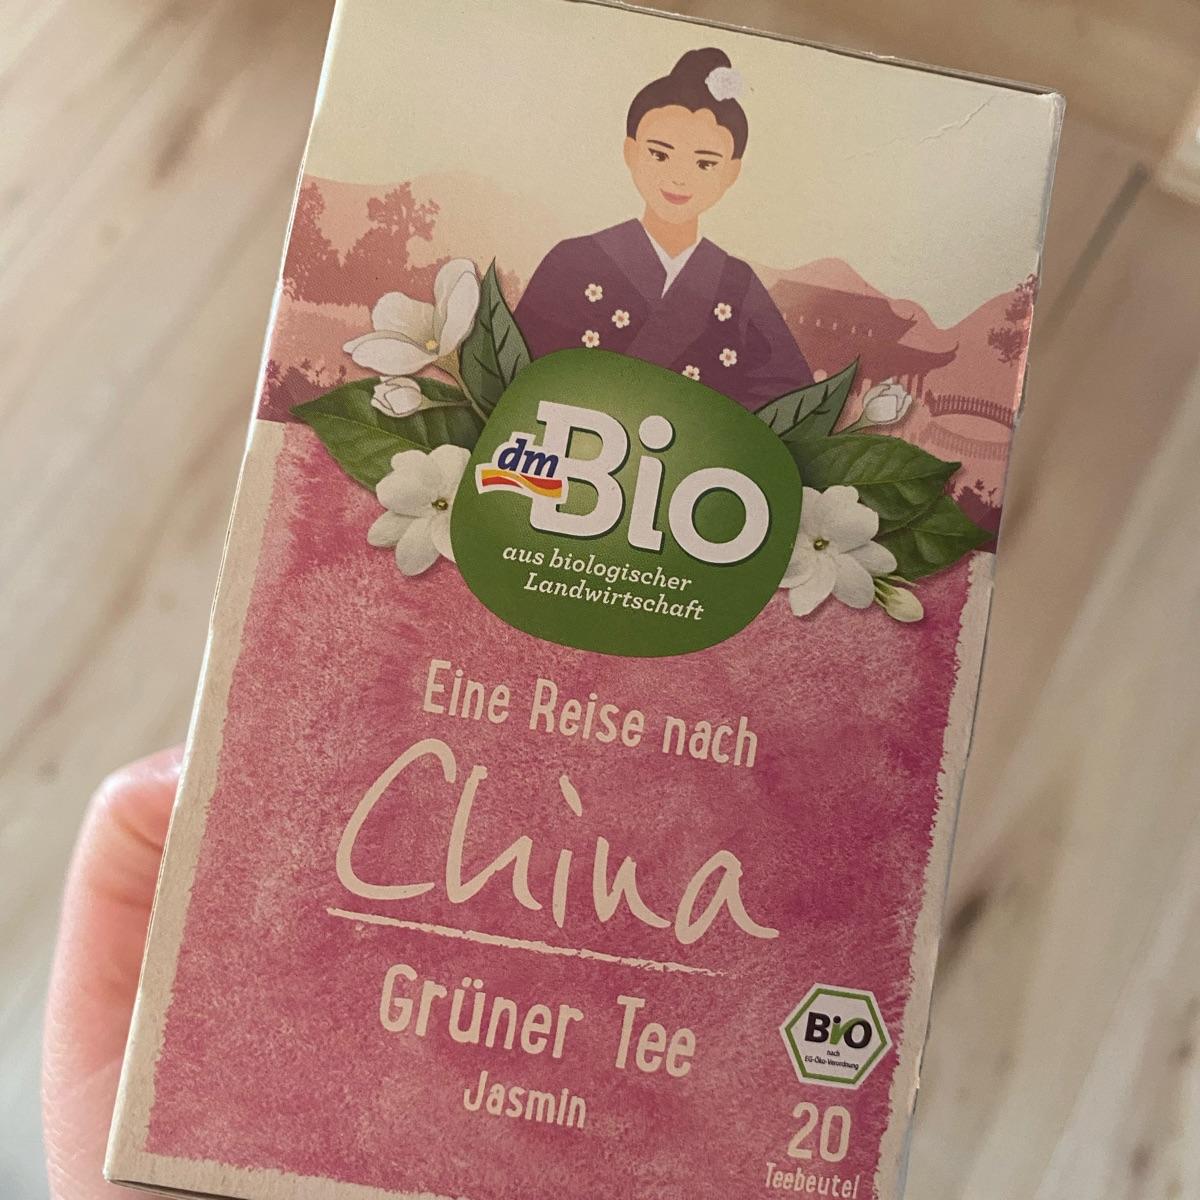 dm
Bio
aus biologischer
Landwirtschaft
Eine Reise nach
China
Grüner Tee
Jasmin
BiO
nach
EG-Öko-Verordnung
20
Teebeutel